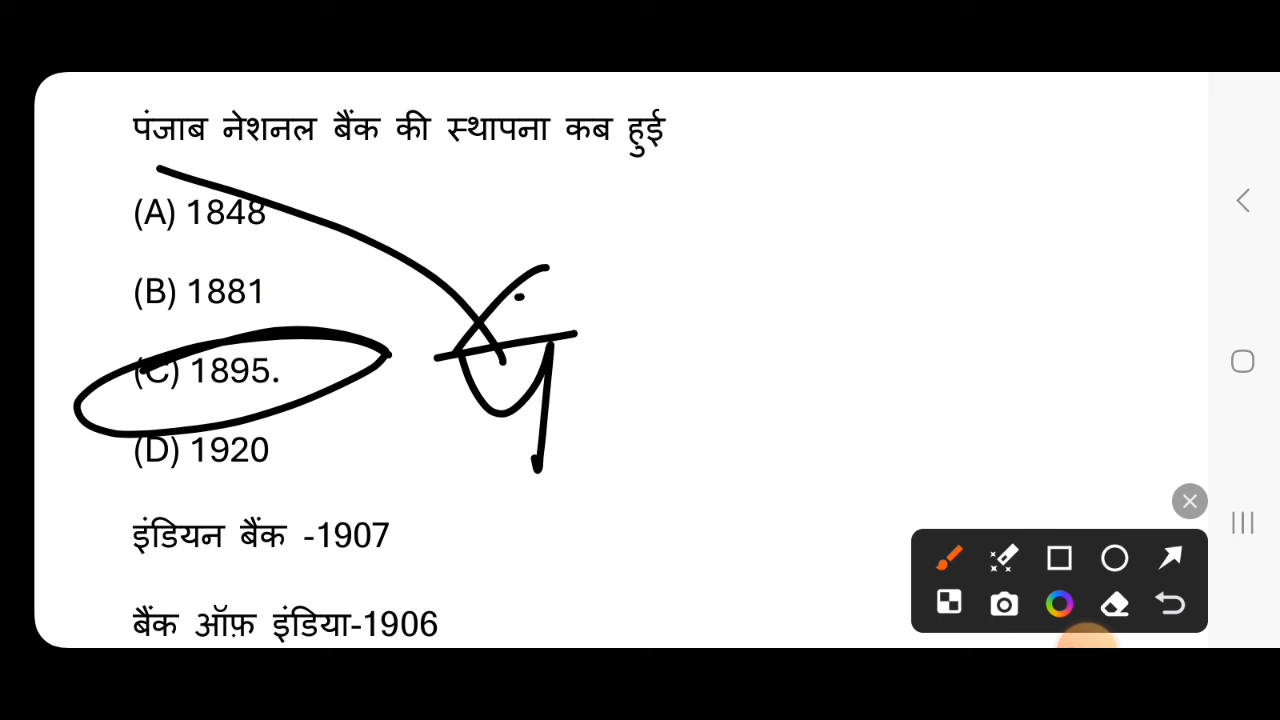 पंजाब नेशनल बैंक की स्थापना कब हुई
(A) 1848
(B) 1881
(C) 1895.
(D) 1920
इंडियन बैंक -1907
बैंक ऑफ़ इंडिया-1906